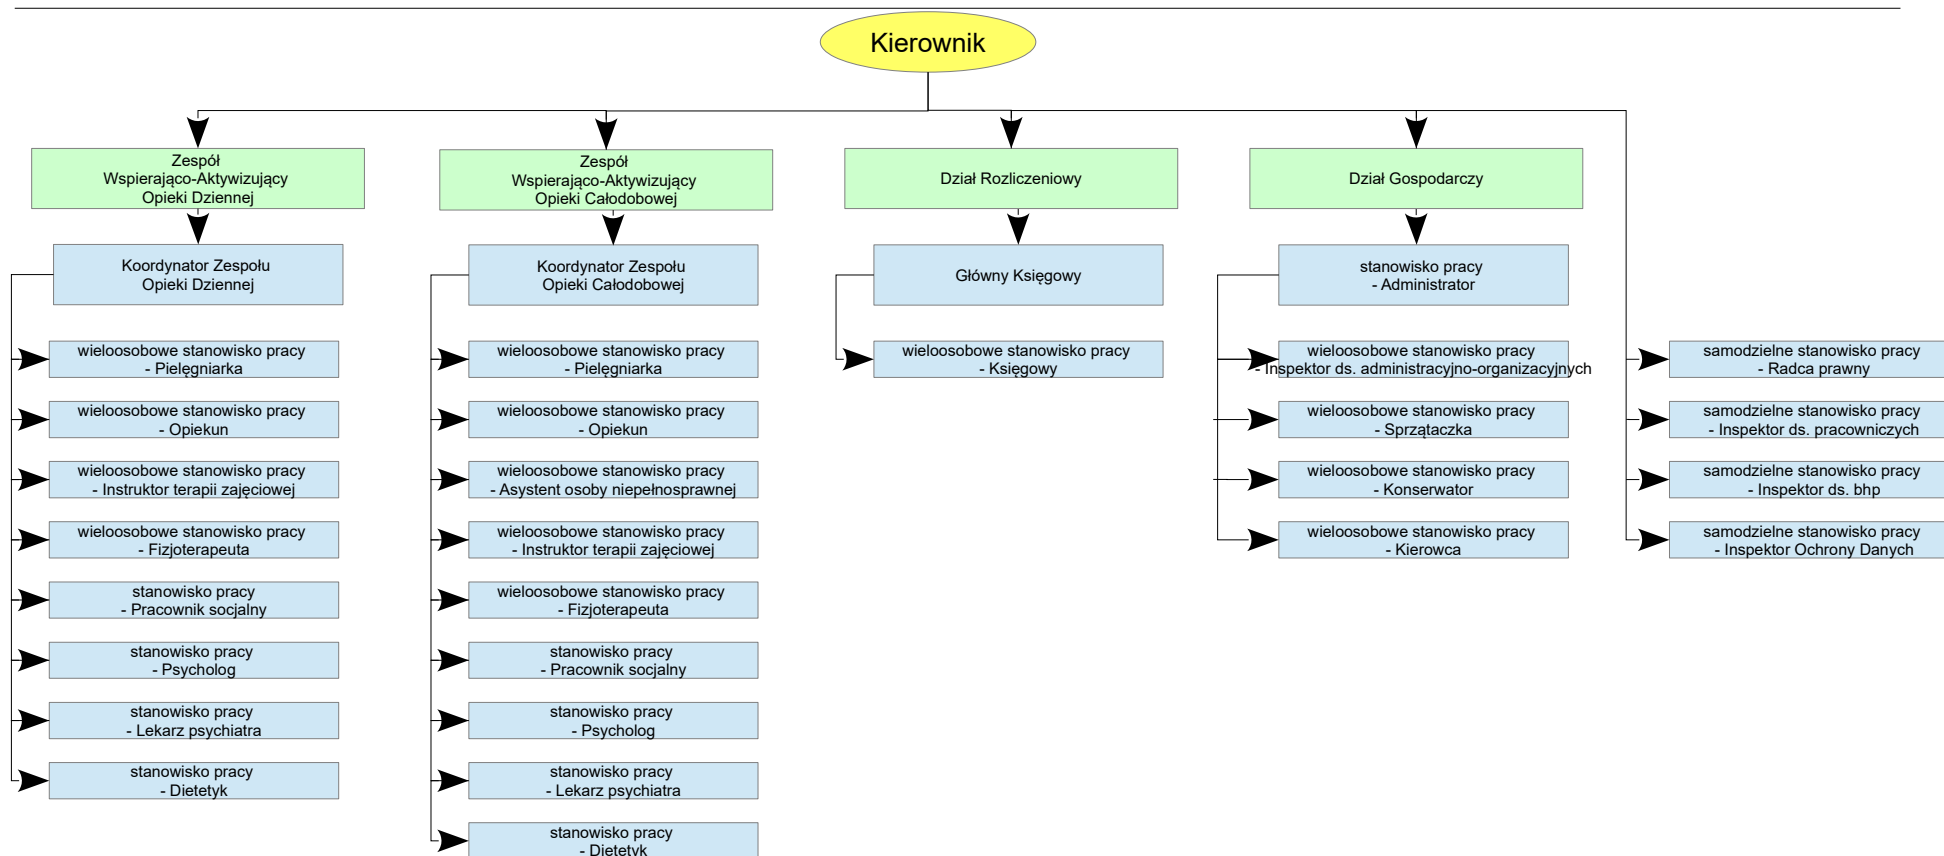 Kierownik
Zespół
Wspierająco-Aktywizujący
Opieki Dziennej
Zespół
Wspierająco-Aktywizujący
Opieki Całodobowej
Dział Rozliczeniowy
Dział Gospodarczy
Koordynator Zespołu
Opieki Dziennej
Koordynator Zespołu
Opieki Całodobowej
Główny Księgowy
stanowisko pracy
- Administrator
wieloosobowe stanowisko pracy
- Pielęgniarka
wieloosobowe stanowisko pracy
- Opiekun
wieloosobowe stanowisko pracy
- Instruktor terapii zajęciowej
wieloosobowe stanowisko pracy
- Fizjoterapeuta
stanowisko pracy
- Pracownik socjalny
stanowisko pracy
- Psycholog
stanowisko pracy
- Lekarz psychiatra
stanowisko pracy
- Dietetyk
wieloosobowe stanowisko pracy
- Pielęgniarka
wieloosobowe stanowisko pracy
- Opiekun
wieloosobowe stanowisko pracy
- Asystent osoby niepełnosprawnej
wieloosobowe stanowisko pracy
- Instruktor terapii zajęciowej
wieloosobowe stanowisko pracy
- Fizjoterapeuta
stanowisko pracy
- Pracownik socjalny
stanowisko pracy
- Psycholog
stanowisko pracy
- Lekarz psychiatra
stanowisko pracy
- Dietetyk
wieloosobowe stanowisko pracy
- Księgowy
wieloosobowe stanowisko pracy
- Inspektor ds. administracyjno-organizacyjnych
wieloosobowe stanowisko pracy
- Sprzątaczka
wieloosobowe stanowisko pracy
- Konserwator
wieloosobowe stanowisko pracy
- Kierowca
samodzielne stanowisko pracy
- Radca prawny
samodzielne stanowisko pracy
- Inspektor ds. pracowniczych
samodzielne stanowisko pracy
- Inspektor ds. bhp
samodzielne stanowisko pracy
- Inspektor Ochrony Danych